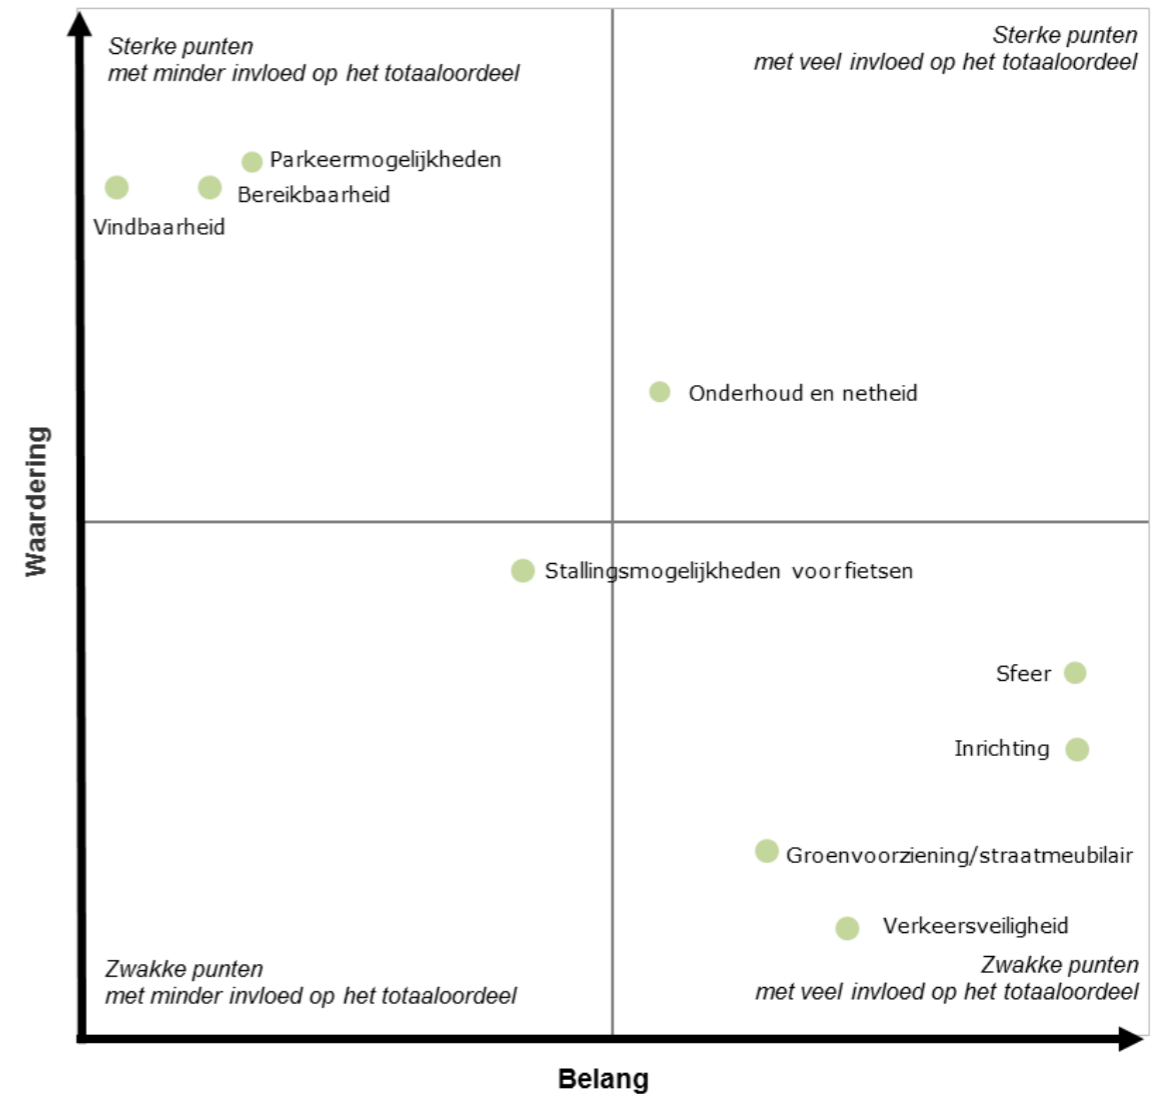 Sterke punten
met minder invloed op het totaaloordeel
Sterke punten
met veel invloed op het totaaloordeel
Parkeermogelijkheden
Bereikbaarheid
Vindbaarheid
Onderhoud en netheid
Waardering
Stallingsmogelijkheden voor fietsen
Sfeer
Inrichting
Groenvoorziening/straatmeubilair
Verkeersveiligheid
Zwakke punten
met minder invloed op het totaaloordeel
Zwakke punten
met veel invloed op het totaaloordeel
Belang